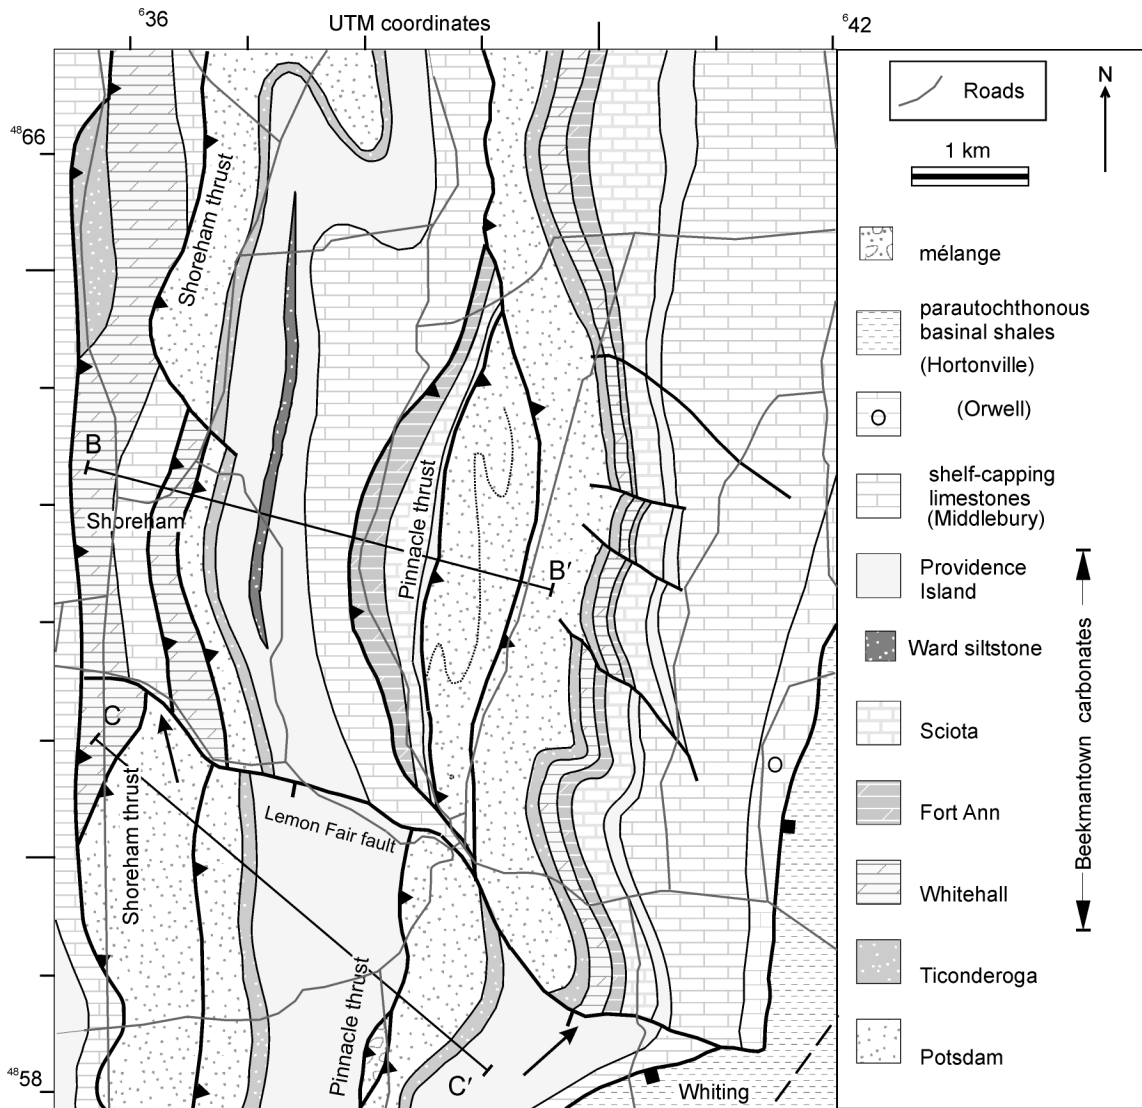 ⁶36
UTM coordinates
⁶42
⁴⁸66
⁴⁸58
Shoreham thrust
Pinnacle thrust
B
Shoreham
B′
C
Shoreham thrust
Lemon Fair fault
Pinnacle thrust
C′
O
Whiting
Roads
N
1 km
mélange
parautochthonous
basinal shales
(Hortonville)
O
(Orwell)
shelf-capping
limestones
(Middlebury)
Providence
Island
Ward siltstone
Sciota
Fort Ann
Whitehall
Ticonderoga
Potsdam
Beekmantown carbonates